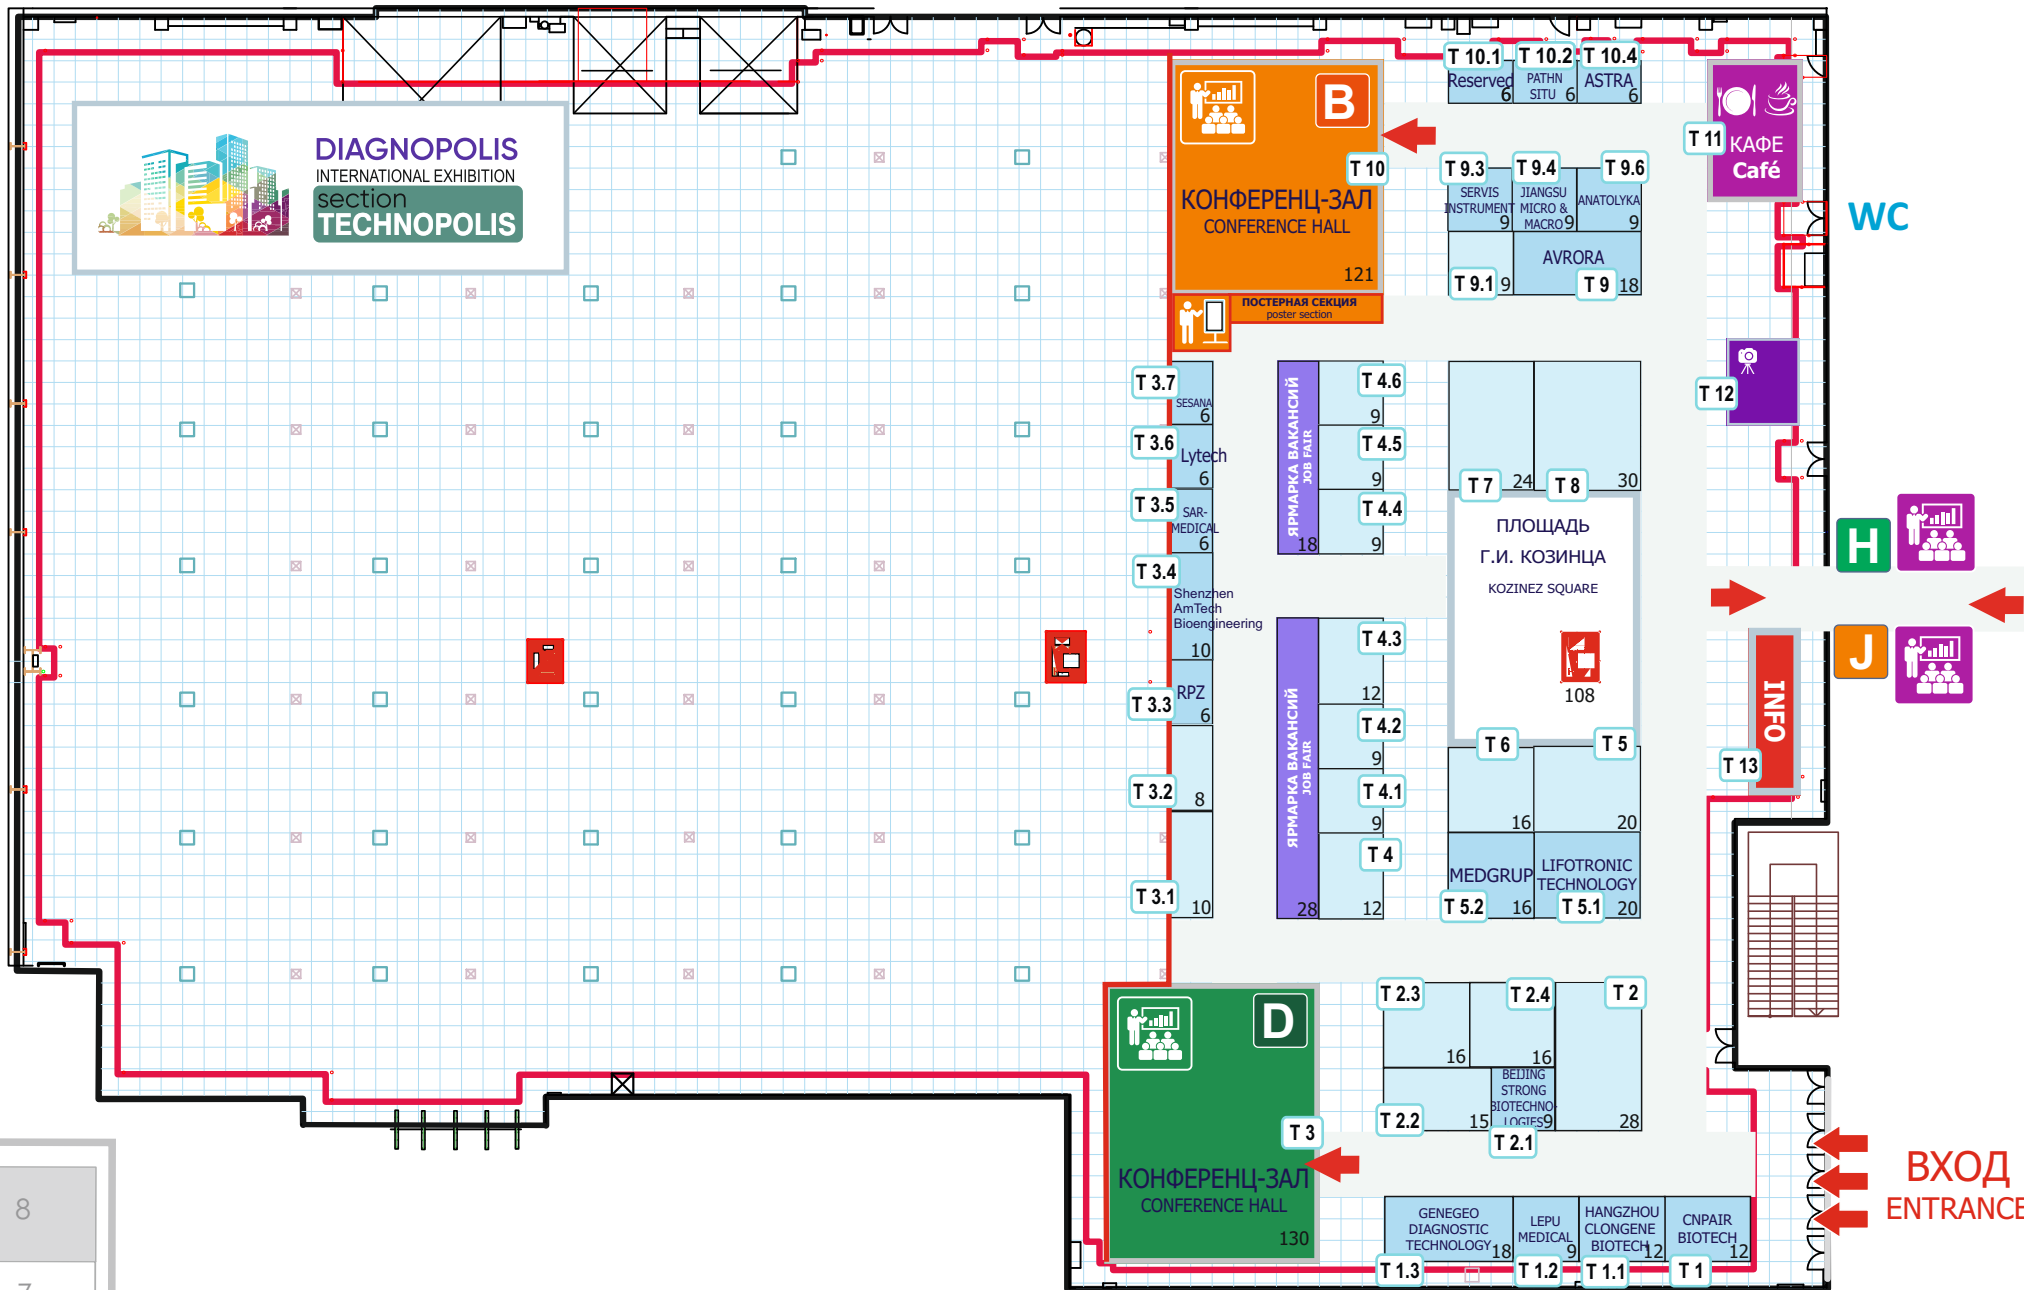 DIAGNOPOLIS
INTERNATIONAL EXHIBITION
section
TECHNOPOLIS
B
T 10
КОНФЕРЕНЦ-ЗАЛ
CONFERENCE HALL
121
ПОСТЕРНАЯ СЕКЦИЯ
poster section
T 10.1
Reserved
6
T 10.2
PATHN
SITU
6
T 10.4
ASTRA
6
T 11
КАФЕ
Café
WC
T 9.3
SERVIS
INSTRUMENT
9
T 9.4
JIANGSU
MICRO &
MACRO
9
T 9.6
ANATOLYKA
9
T 9.1
9
AVRORA
T 9
18
T 12
T 3.7
SESANA
6
T 3.6
Lytech
6
T 3.5
SAR-
MEDICAL
6
T 3.4
Shenzhen
AmTech
Bioengineering
10
RPZ
T 3.3
6
T 3.2
8
T 3.1
10
ЯРМАРКА ВАКАНСИЙ
JOB FAIR
18
T 4.6
9
T 4.5
9
T 4.4
9
ЯРМАРКА ВАКАНСИЙ
JOB FAIR
28
T 4.3
12
T 4.2
9
T 4.1
9
T 4
12
T 7
24
T 8
30
ПЛОЩАДЬ
Г.И. КОЗИНЦА
KOZINEZ SQUARE
108
T 6
16
T 5
20
MEDGRUP
T 5.2
16
LIFOTRONIC
TECHNOLOGY
T 5.1
20
H
J
INFO
T 13
D
T 3
КОНФЕРЕНЦ-ЗАЛ
CONFERENCE HALL
130
T 2.3
16
T 2.4
16
T 2
28
T 2.2
15
BEIJING
STRONG
BIOTECHNO-
LOGIES
9
T 2.1
GENEGEO
DIAGNOSTIC
TECHNOLOGY
18
T 1.3
LEPU
MEDICAL
9
T 1.2
HANGZHOU
CLONGENE
BIOTECH
12
T 1.1
CNPAIR
BIOTECH
12
T 1
ВХОД
ENTRANCE
8
7